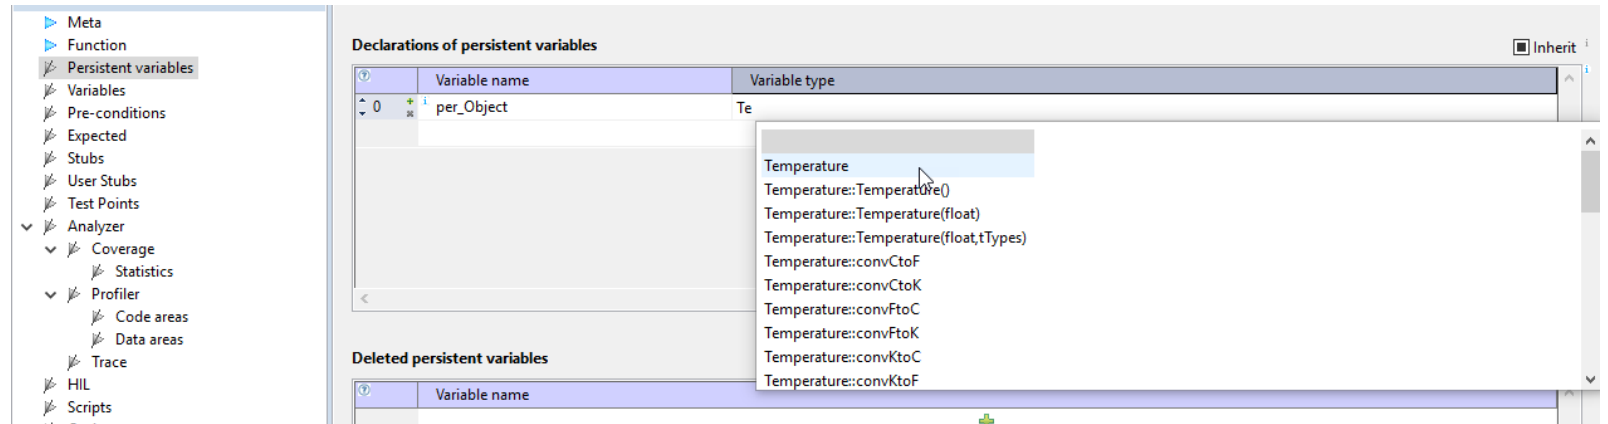 Meta
Function
Persistent variables
Variables
Pre-conditions
Expected
Stubs
User Stubs
Test Points
Analyzer
Coverage
Statistics
Profiler
Code areas
Data areas
Trace
HIL
Scripts
Declarations of persistent variables
Inherit
Variable name
Variable type
0
per_Object
Te
Temperature
Temperature::Temperature()
Temperature::Temperature(float)
Temperature::Temperature(float,tTypes)
Temperature::convCtoF
Temperature::convCtoK
Temperature::convFtoC
Temperature::convFtoK
Temperature::convKtoC
Temperature::convKtoF
Deleted persistent variables
Variable name